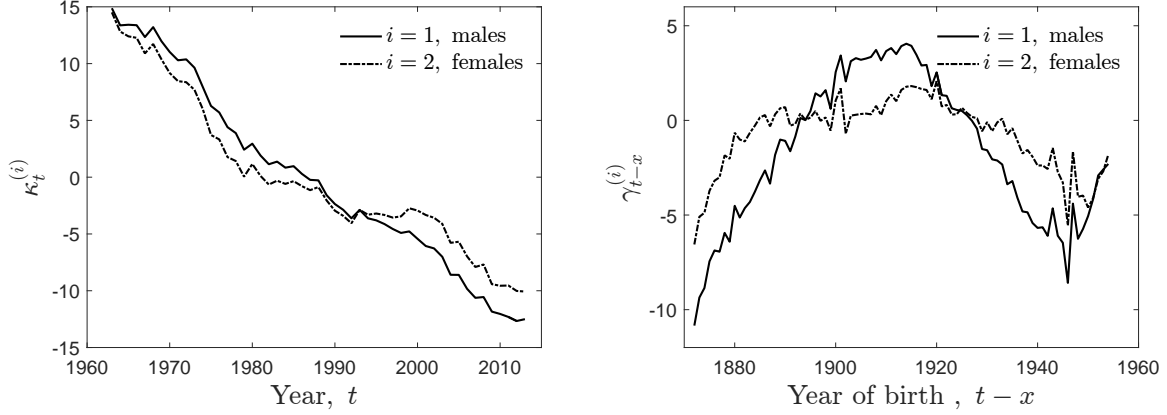 15
10
5
0
-5
-10
-15
κ_t^{(i)}
1960 1970 1980 1990 2000 2010
Year, t
i = 1, males
i = 2, females
5
0
-5
-10
γ_{t−x}^{(i)}
1880 1900 1920 1940 1960
Year of birth , t − x
i = 1, males
i = 2, females